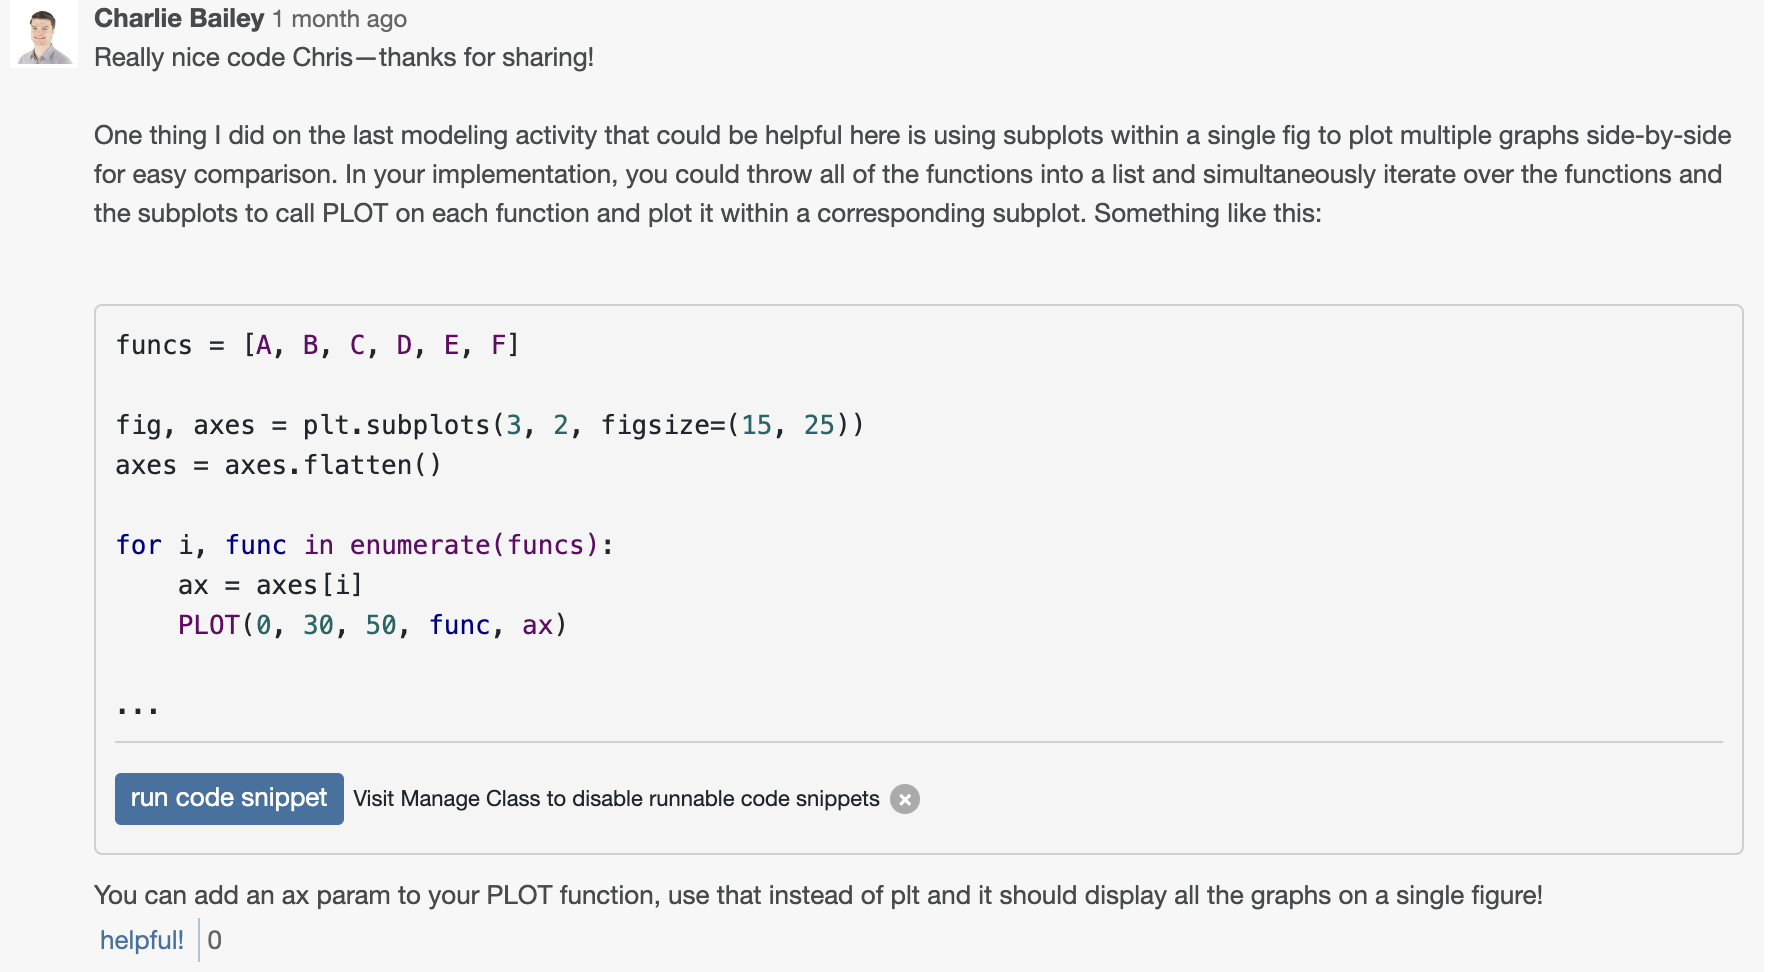 Charlie Bailey 1 month ago
Really nice code Chris—thanks for sharing!
One thing I did on the last modeling activity that could be helpful here is using subplots within a single fig to plot multiple graphs side-by-side
for easy comparison. In your implementation, you could throw all of the functions into a list and simultaneously iterate over the functions and
the subplots to call PLOT on each function and plot it within a corresponding subplot. Something like this:
funcs = [A, B, C, D, E, F]
fig, axes = plt.subplots(3, 2, figsize=(15, 25))
axes = axes.flatten()
for i, func in enumerate(funcs):
    ax = axes[i]
    PLOT(0, 30, 50, func, ax)
...
run code snippet Visit Manage Class to disable runnable code snippets
You can add an ax param to your PLOT function, use that instead of plt and it should display all the graphs on a single figure!
helpful! 0